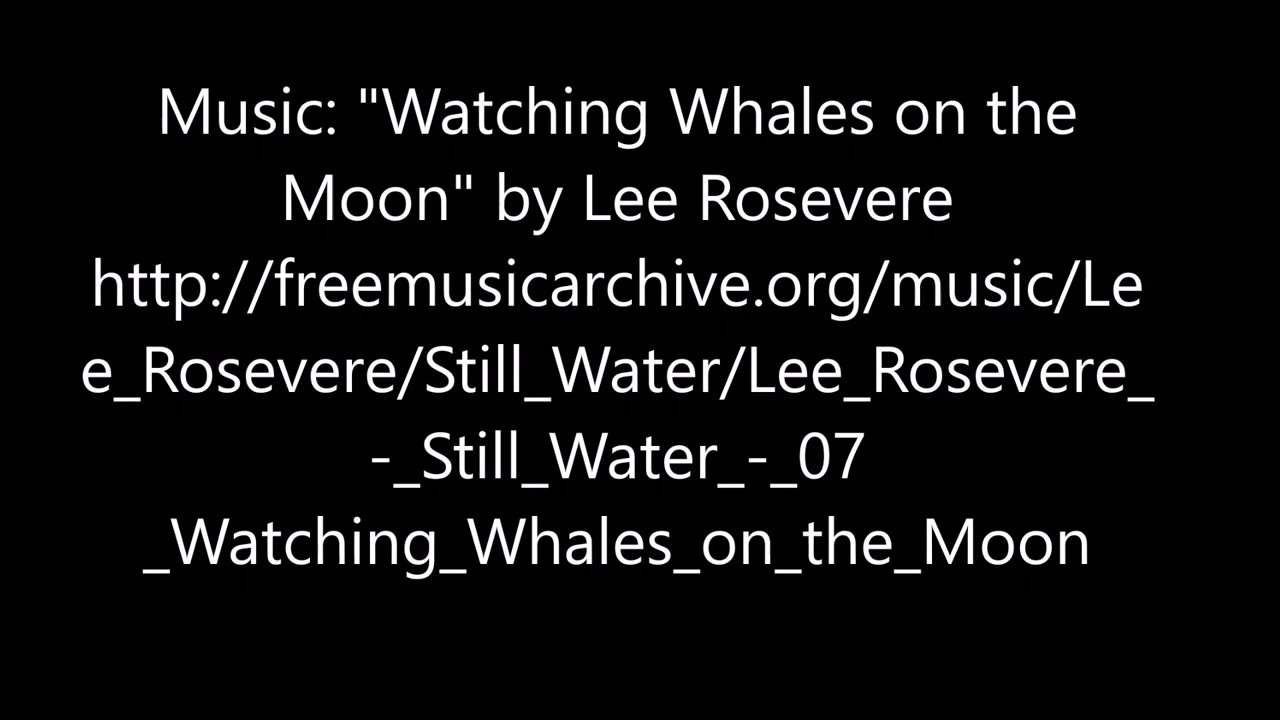 Music: "Watching Whales on the
Moon" by Lee Rosevere
http://freemusicarchive.org/music/Le
e_Rosevere/Still_Water/Lee_Rosevere_
-_Still_Water_-_07
_Watching_Whales_on_the_Moon